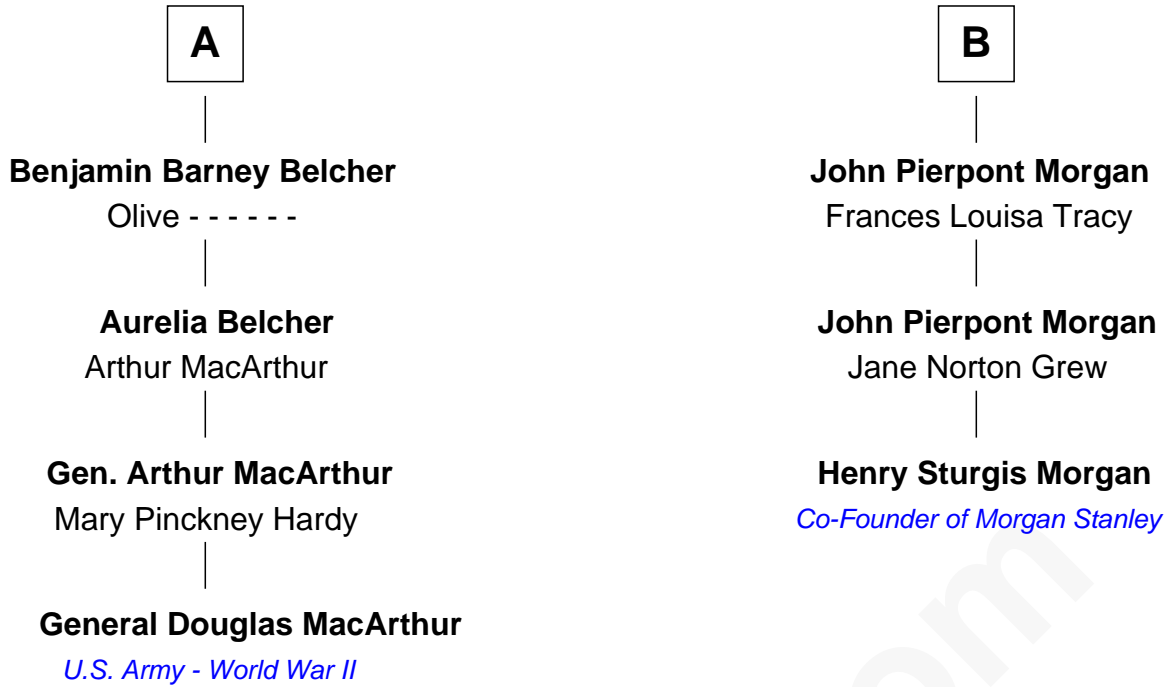 A
B
Benjamin Barney Belcher
Olive - - - - - -
John Pierpont Morgan
Frances Louisa Tracy
Aurelia Belcher
Arthur MacArthur
John Pierpont Morgan
Jane Norton Grew
Gen. Arthur MacArthur
Mary Pinckney Hardy
Henry Sturgis Morgan
Co-Founder of Morgan Stanley
General Douglas MacArthur
U.S. Army - World War II
om